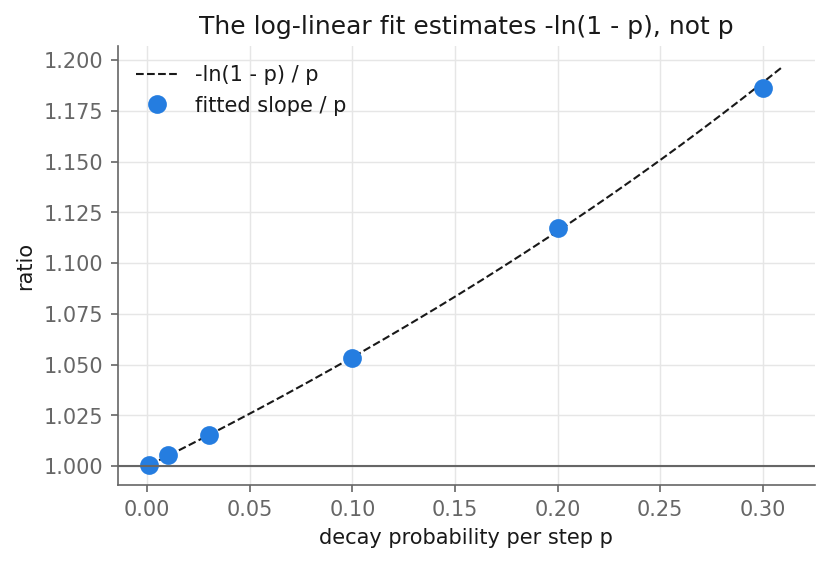 The log-linear fit estimates -ln(1 - p), not p
-ln(1 - p) / p
fitted slope / p
1.200
1.175
1.150
1.125
1.100
1.075
1.050
1.025
1.000
ratio
0.00 0.05 0.10 0.15 0.20 0.25 0.30
decay probability per step p